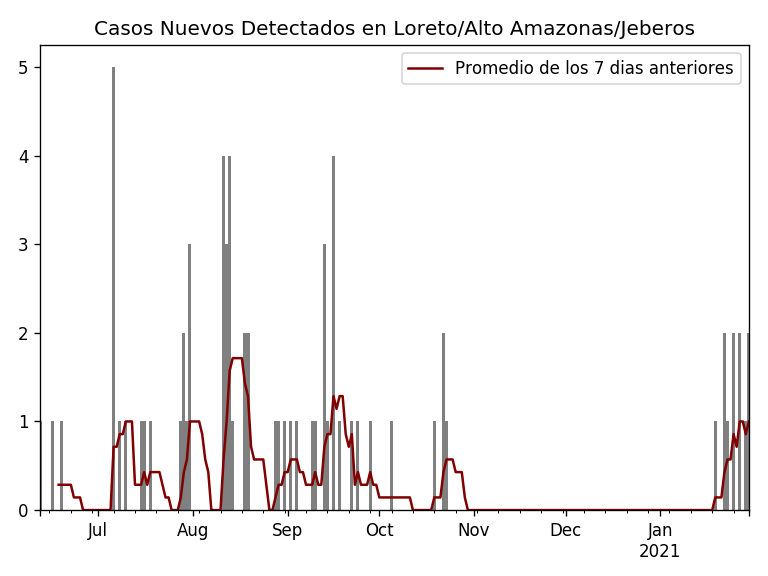 Casos Nuevos Detectados en Loreto/Alto Amazonas/Jeberos
Promedio de los 7 dias anteriores
5
4
3
2
1
0
Jul Aug Sep Oct Nov Dec Jan
2021